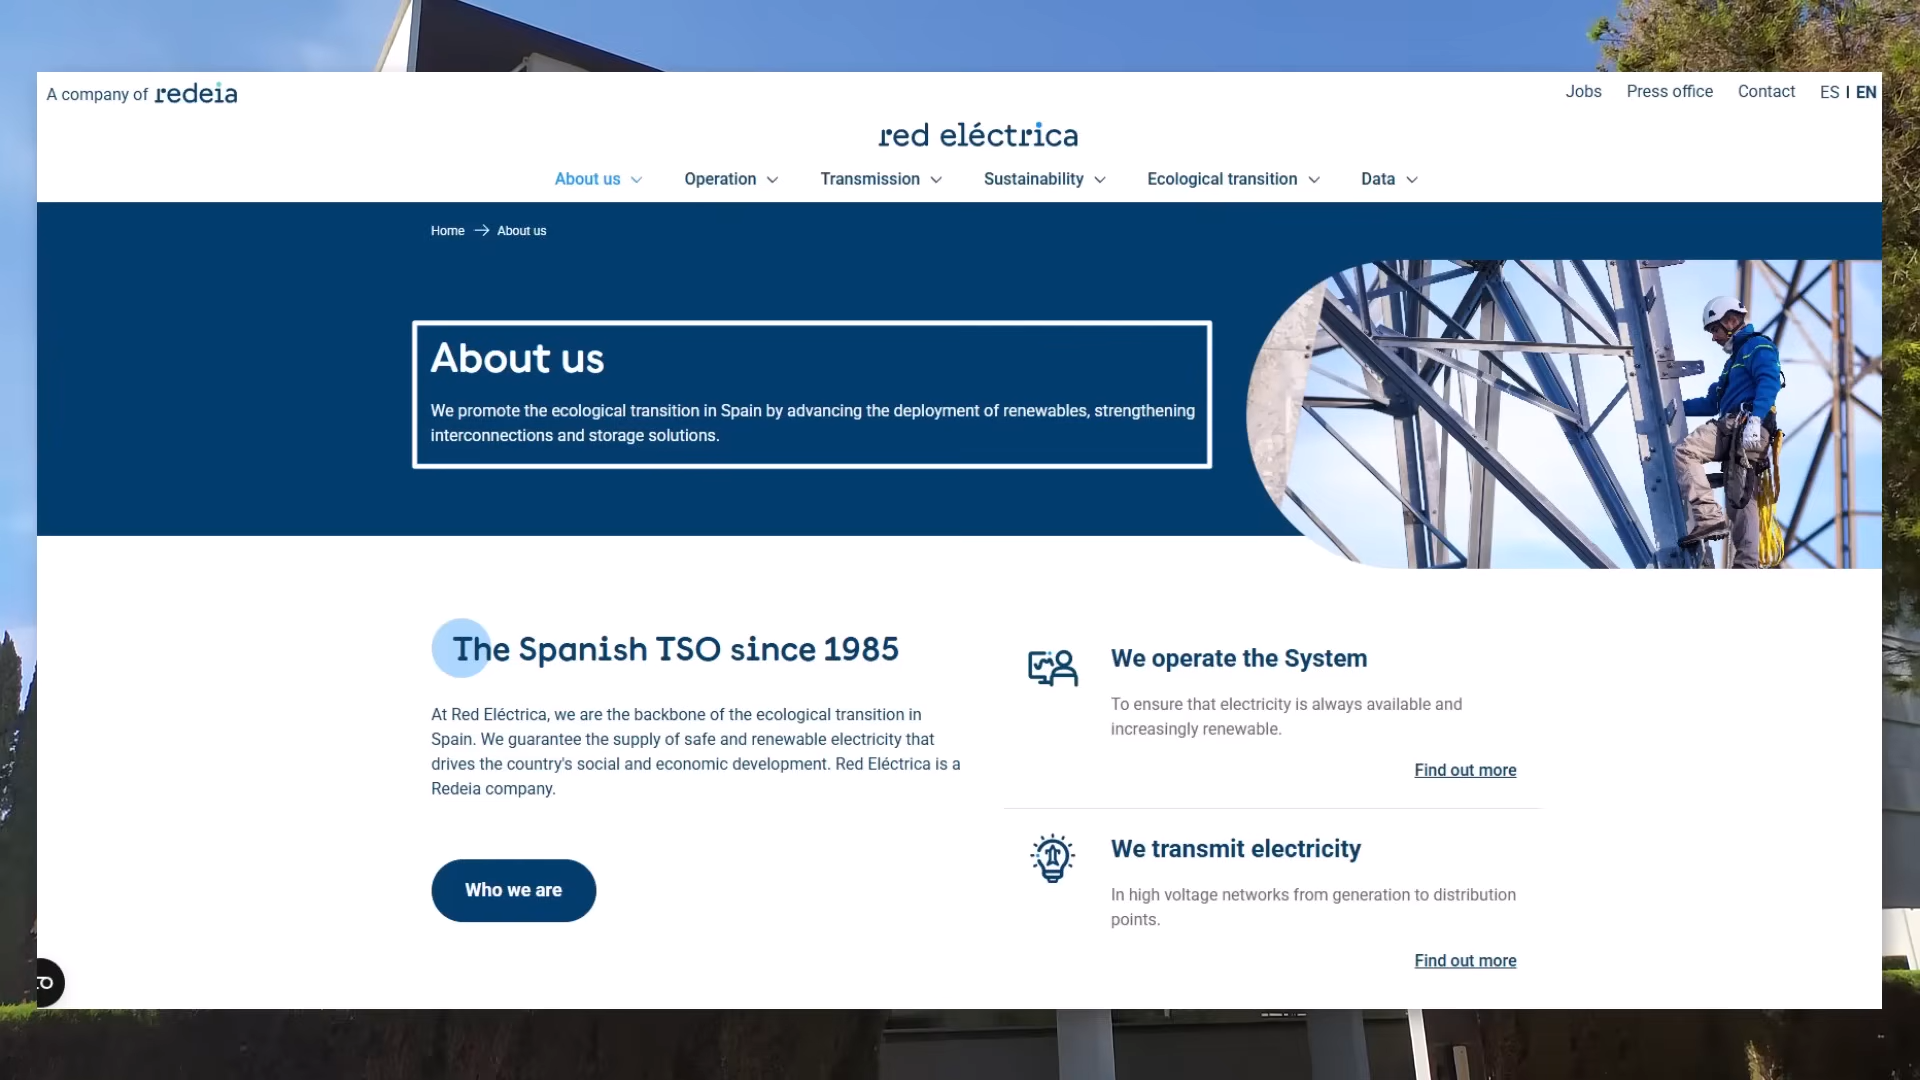 A company of redeia
Jobs Press office Contact ES | EN
red eléctrica
About us Operation Transmission Sustainability Ecological transition Data
Home → About us
About us
We promote the ecological transition in Spain by advancing the deployment of renewables, strengthening
interconnections and storage solutions.
The Spanish TSO since 1985
At Red Eléctrica, we are the backbone of the ecological transition in
Spain. We guarantee the supply of safe and renewable electricity that
drives the country's social and economic development. Red Eléctrica is a
Redeia company.
Who we are
We operate the System
To ensure that electricity is always available and
increasingly renewable.
Find out more
We transmit electricity
In high voltage networks from generation to distribution
points.
Find out more